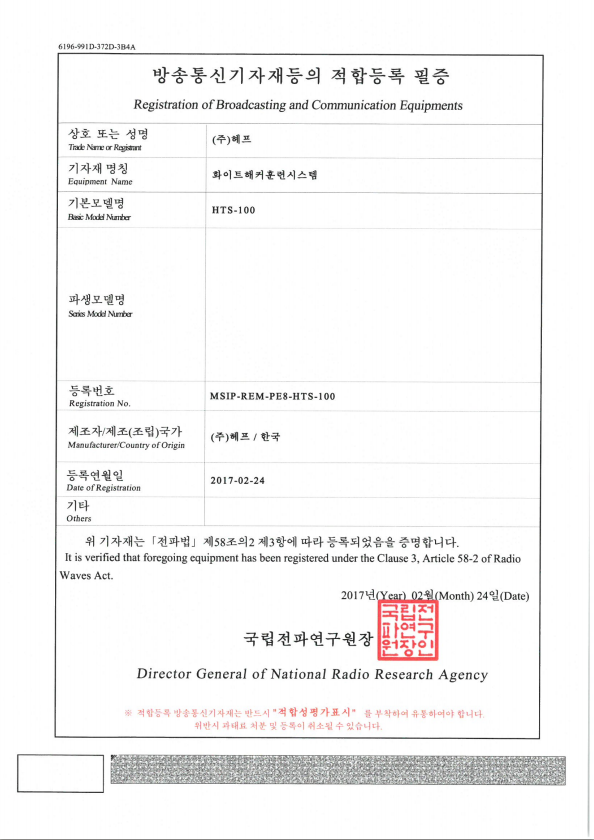 6196-991D-372D-3B4A
방송통신기자재등의 적합등록 필증
Registration of Broadcasting and Communication Equipments
상호 또는 성명
Trade Name or Registrant
(주)헤프
기자재 명칭
Equipment Name
화이트해커훈련시스템
기본모델명
Basic Model Number
HTS-100
파생모델명
Series Model Number
등록번호
Registration No.
MSIP-REM-PE8-HTS-100
제조자/제조(조립)국가
Manufacturer/Country of Origin
(주)헤프 / 한국
등록연월일
Date of Registration
2017-02-24
기타
Others
위 기자재는 「전파법」 제58조의2 제3항에 따라 등록되었음을 증명합니다.
It is verified that foregoing equipment has been registered under the Clause 3, Article 58-2 of Radio
Waves Act.
2017년(Year) 02월(Month) 24일(Date)
국립전파연구원장
국립전
파연구
원장인
Director General of National Radio Research Agency
※ 적합등록 방송통신기자재는 반드시 "적합성평가표시" 를 부착하여 유통하여야 합니다.
위반시 과태료 처분 및 등록이 취소될 수 있습니다.